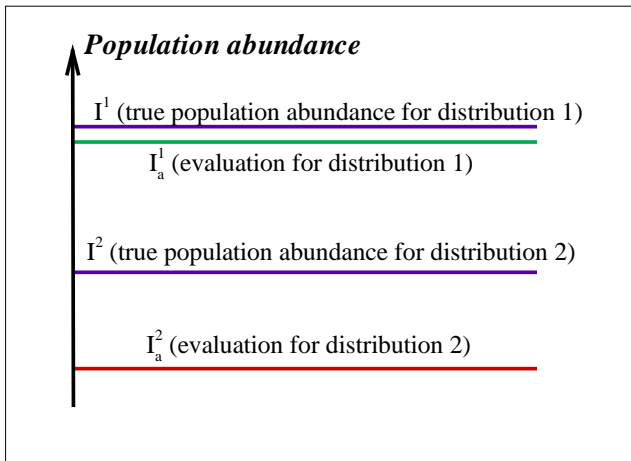 Population abundance
I¹ (true population abundance for distribution 1)
Iₐ¹ (evaluation for distribution 1)
I² (true population abundance for distribution 2)
Iₐ² (evaluation for distribution 2)